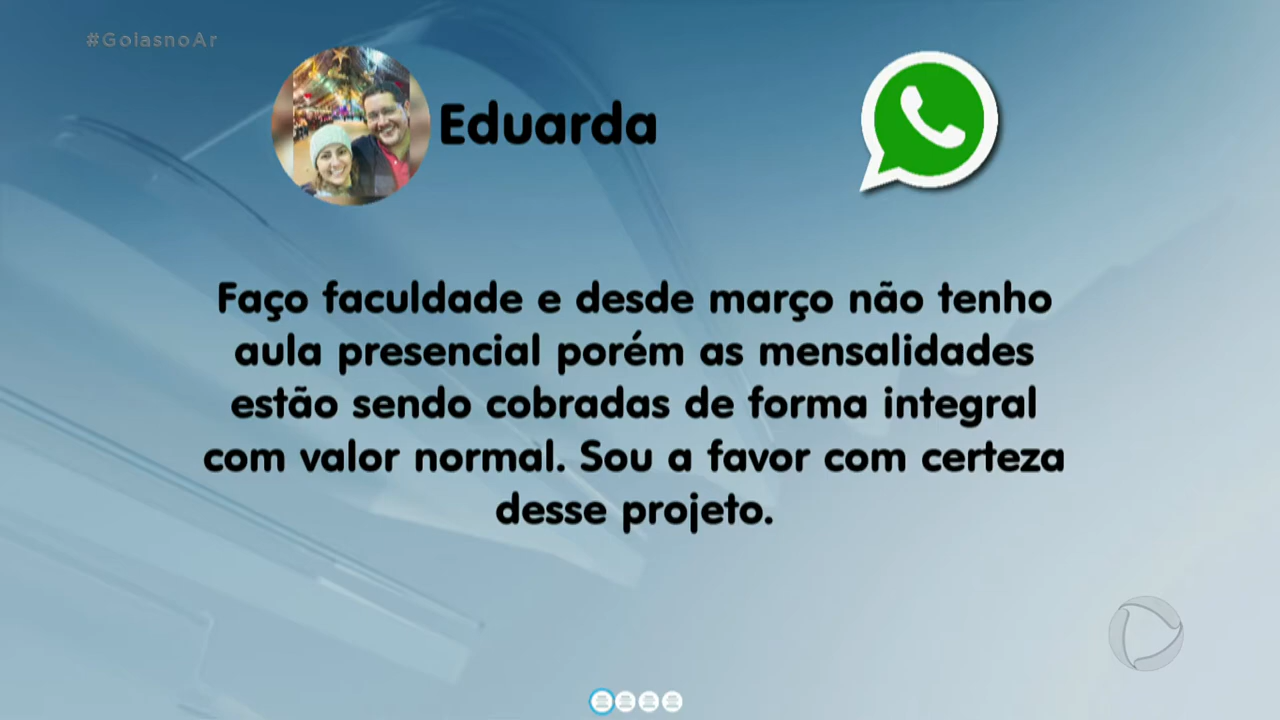 #GoiasnoAr
Eduarda
Faço faculdade e desde março não tenho
aula presencial porém as mensalidades
estão sendo cobradas de forma integral
com valor normal. Sou a favor com certeza
desse projeto.